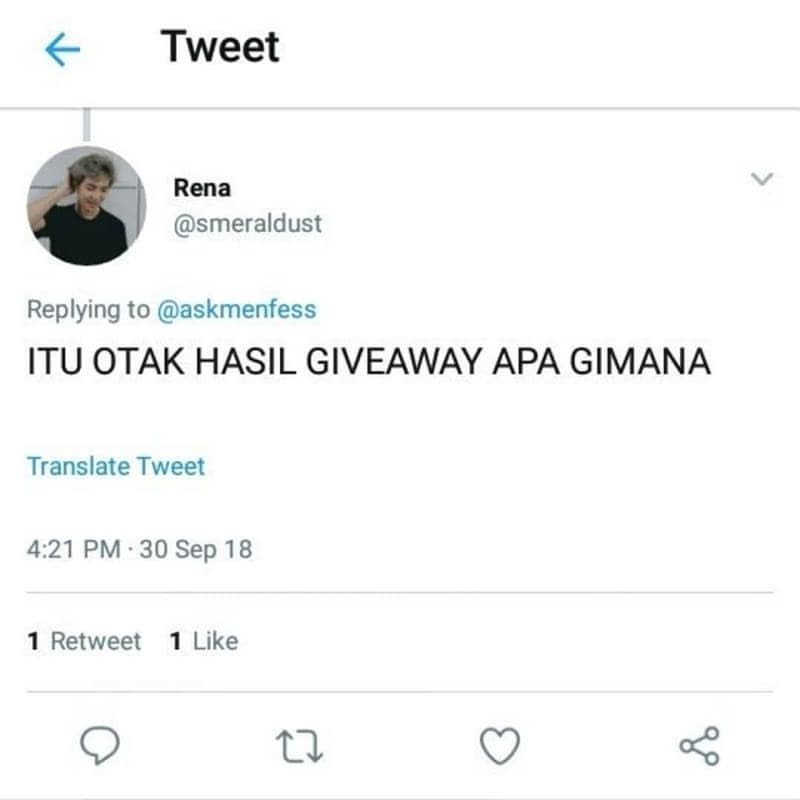 Tweet
Rena
@smeraldust
Replying to @askmenfess
ITU OTAK HASIL GIVEAWAY APA GIMANA
Translate Tweet
4:21 PM · 30 Sep 18
1 Retweet 1 Like